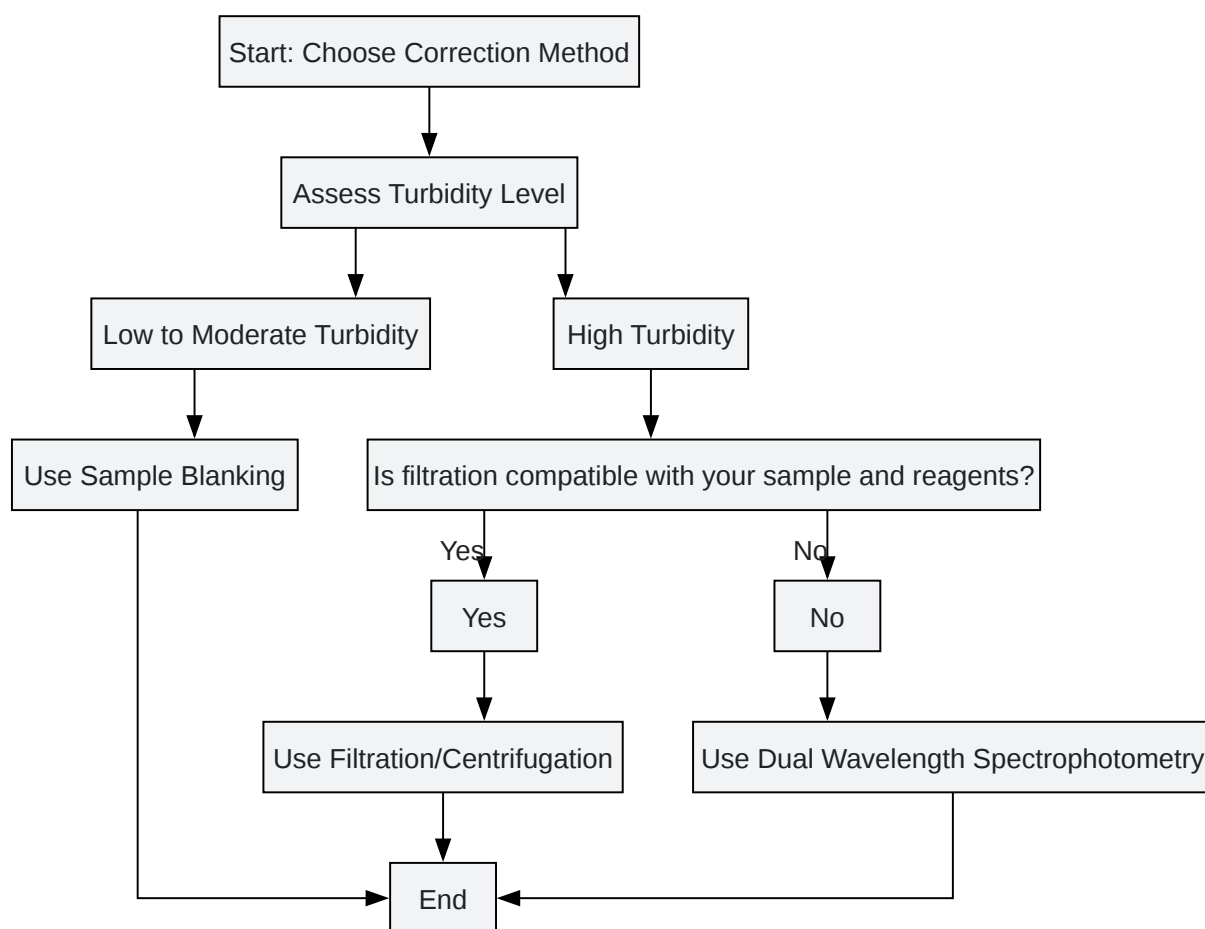 Start: Choose Correction Method
Assess Turbidity Level
Low to Moderate Turbidity
High Turbidity
Use Sample Blanking
Is filtration compatible with your sample and reagents?
Yes
No
Yes
No
Use Filtration/Centrifugation
Use Dual Wavelength Spectrophotometry
End